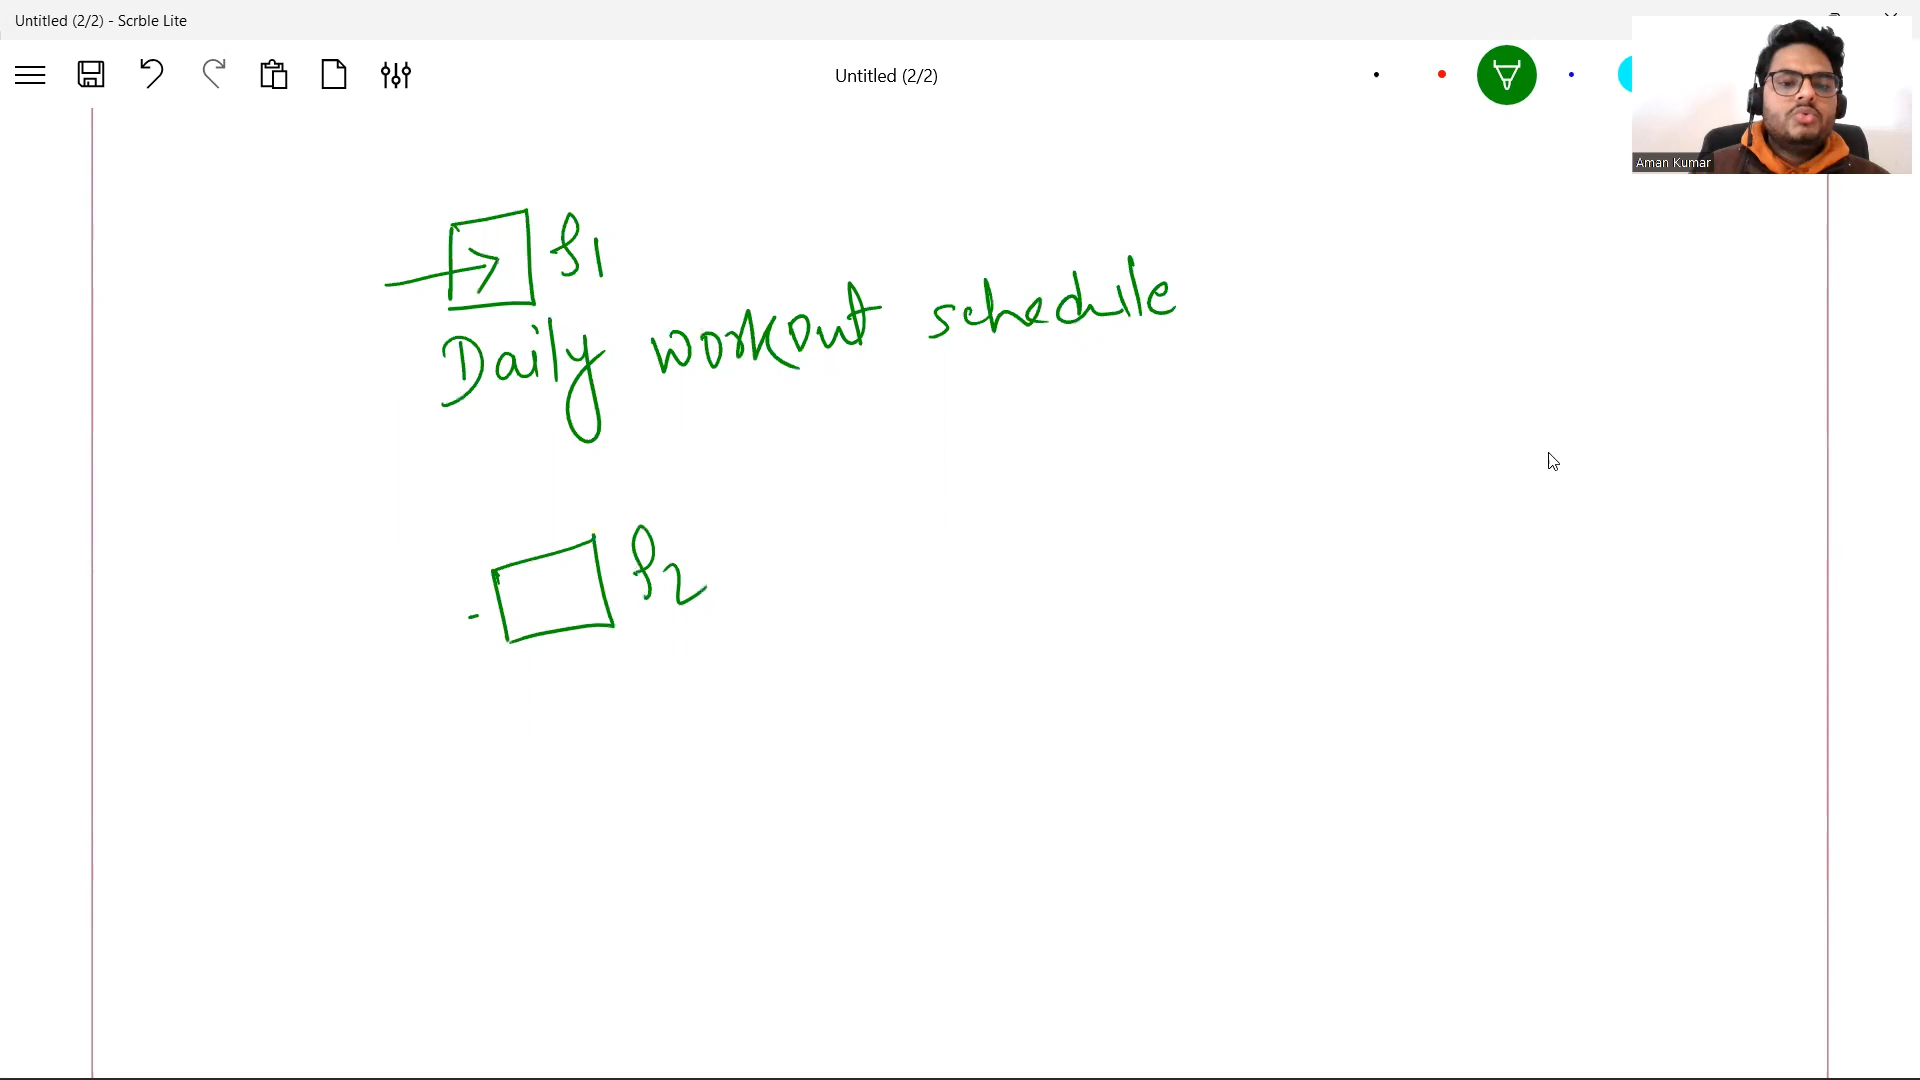 Untitled (2/2) - Scrble Lite
Untitled (2/2)
Aman Kumar
f1
Daily workout schedule
f2